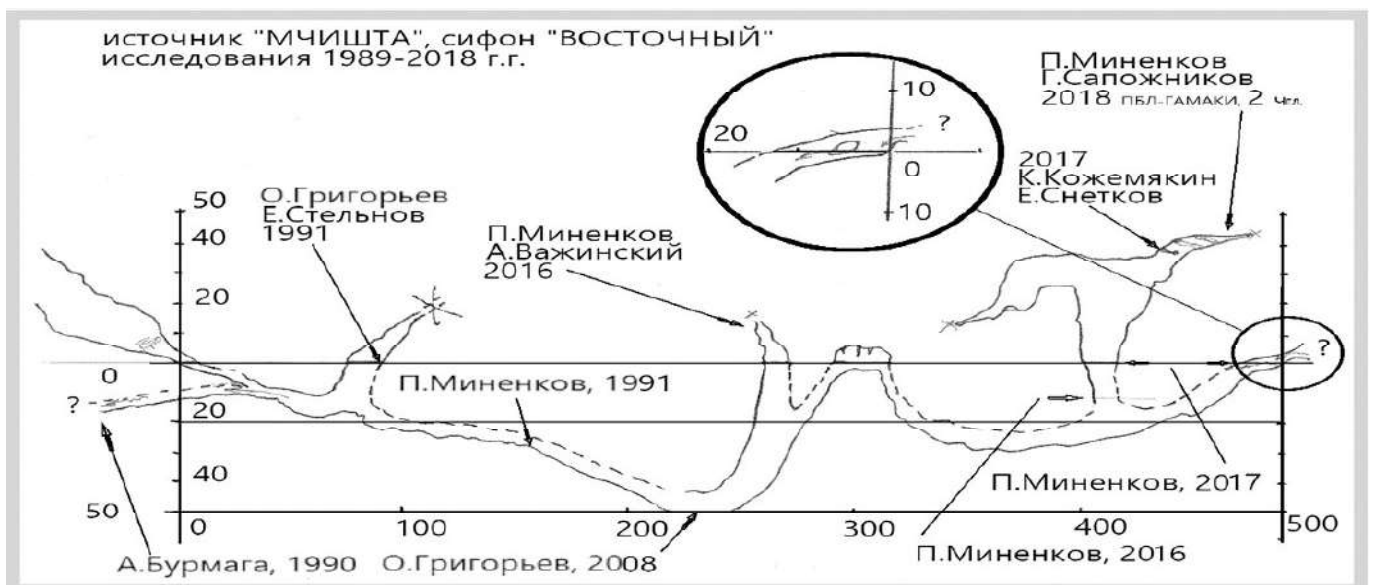 источник "МЧИШТА", сифон "ВОСТОЧНЫЙ"
исследования 1989-2018 г.г.
П.Миненков
Г.Сапожников
2018 ПБЛ-ГАМАКИ, 2 Чел.
10
?
20
0
10
2017
К.Кожемякин
Е.Снетков
50
О.Григорьев
Е.Стельнов
1991
40
П.Миненков
А.Важинский
2016
20
?
0
П.Миненков, 1991
?
20
40
П.Миненков, 2017
50
0
100
200
300
400
500
П.Миненков, 2016
А.Бурмага, 1990
О.Григорьев, 2008